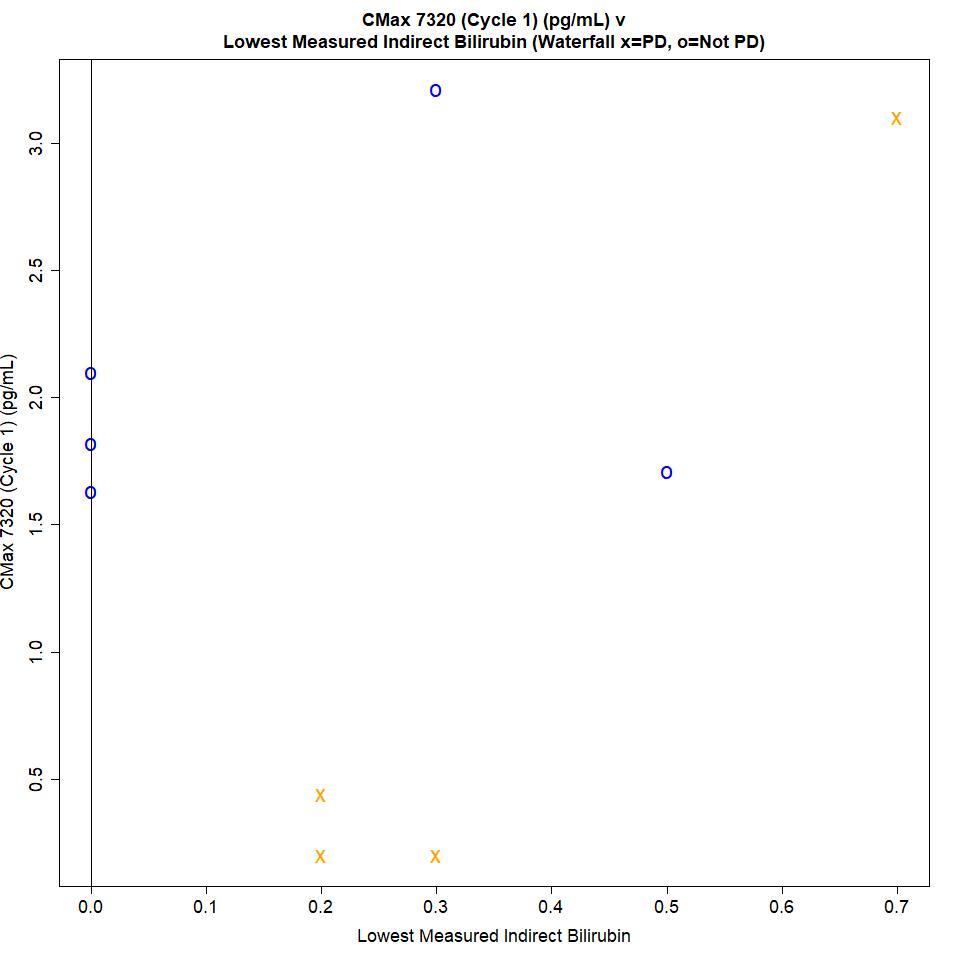 CMax 7320 (Cycle 1) (pg/mL) v
Lowest Measured Indirect Bilirubin (Waterfall x=PD, o=Not PD)
CMax 7320 (Cycle 1) (pg/mL)
3.0
2.5
2.0
1.5
1.0
0.5
O
X
O
O
O
O
X
X
X
0.0 0.1 0.2 0.3 0.4 0.5 0.6 0.7
Lowest Measured Indirect Bilirubin